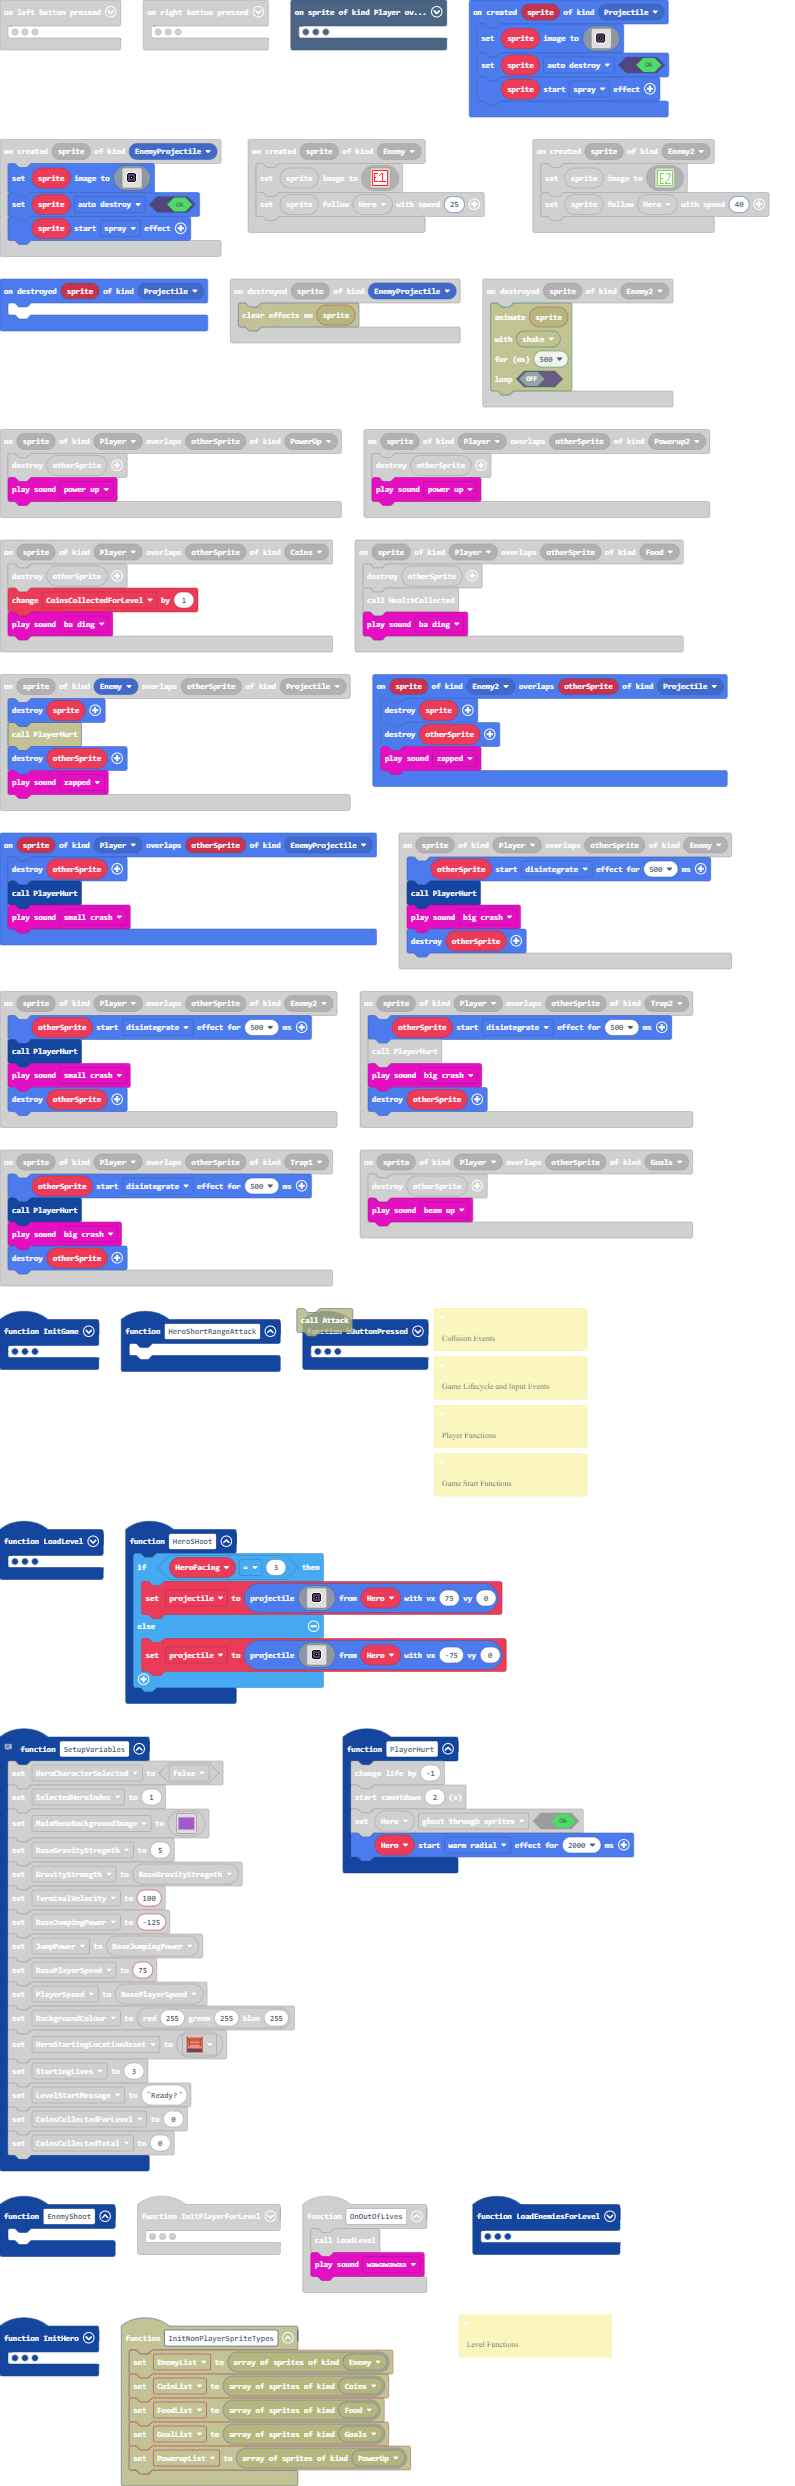 on left button pressed
on right button pressed
on sprite of kind Player ov...
on created sprite of kind Projectile
set sprite image to
set sprite auto destroy ON
sprite start spray effect
on created sprite of kind EnemyProjectile
set sprite image to
set sprite auto destroy ON
sprite start spray effect
on created sprite of kind Enemy
set sprite image to E1
set sprite follow Hero with speed 25
on created sprite of kind Enemy2
set sprite image to E2
set sprite follow Hero with speed 40
on destroyed sprite of kind Projectile
on destroyed sprite of kind EnemyProjectile
clear effects on sprite
on destroyed sprite of kind Enemy2
animate sprite
with shake
for (ms) 500
loop OFF
on sprite of kind Player overlaps otherSprite of kind PowerUp
destroy otherSprite
play sound power up
on sprite of kind Player overlaps otherSprite of kind Powerup2
destroy otherSprite
play sound power up
on sprite of kind Player overlaps otherSprite of kind Coins
destroy otherSprite
change CoinsCollectedForLevel by 1
play sound ba ding
on sprite of kind Player overlaps otherSprite of kind Food
destroy otherSprite
call HealthCollected
play sound ba ding
on sprite of kind Enemy overlaps otherSprite of kind Projectile
destroy sprite
call PlayerHurt
destroy otherSprite
play sound zapped
on sprite of kind Enemy2 overlaps otherSprite of kind Projectile
destroy sprite
destroy otherSprite
play sound zapped
on sprite of kind Player overlaps otherSprite of kind EnemyProjectile
destroy otherSprite
call PlayerHurt
play sound small crash
on sprite of kind Player overlaps otherSprite of kind Enemy
otherSprite start disintegrate effect for 500 ms
call PlayerHurt
play sound big crash
destroy otherSprite
on sprite of kind Player overlaps otherSprite of kind Enemy2
otherSprite start disintegrate effect for 500 ms
call PlayerHurt
play sound small crash
destroy otherSprite
on sprite of kind Player overlaps otherSprite of kind Trap2
otherSprite start disintegrate effect for 500 ms
call PlayerHurt
play sound big crash
destroy otherSprite
on sprite of kind Player overlaps otherSprite of kind Trap1
otherSprite start disintegrate effect for 500 ms
call PlayerHurt
play sound big crash
destroy otherSprite
on sprite of kind Player overlaps otherSprite of kind Goals
destroy otherSprite
play sound beam up
function InitGame
function HeroShortRangeAttack
call Attack
Collision Events
Game Lifecycle and Input Events
Player Functions
Game Start Functions
function LoadLevel
function HeroSHoot
if HeroFacing = 3 then
set projectile to projectile from Hero with vx 75 vy 0
else
set projectile to projectile from Hero with vx -75 vy 0
function SetupVariables
set HeroCharacterSelected to false
set SelectedHeroIndex to 1
set MainMenuBackgroundImage to
set BaseGravityStregnth to 5
set GravityStrength to BaseGravityStregnth
set TerminalVelocity to 100
set BaseJumpingPower to -125
set JumpPower to BaseJumpingPower
set BasePlayerSpeed to 75
set PlayerSpeed to BasePlayerSpeed
set BackgroundColour to red 255 green 255 blue 255
set HeroStartingLocationAsset to
set StartingLives to 3
set LevelStartMessage to "Ready?"
set CoinsCollectedForLevel to 0
set CoinsCollectedTotal to 0
function PlayerHurt
change life by -1
start countdown 2 (s)
set Hero ghost through sprites ON
Hero start warm radial effect for 2000 ms
function EnemyShoot
function InitPlayerForLevel
function OnOutOfLives
call LoadLevel
play sound wawawawaa
function LoadEnemiesForLevel
function InitHero
function InitNonPlayerSpriteTypes
set EnemyList to array of sprites of kind Enemy
set CoinList to array of sprites of kind Coins
set FoodList to array of sprites of kind Food
set GoalList to array of sprites of kind Goals
set PowerupList to array of sprites of kind PowerUp
Level Functions